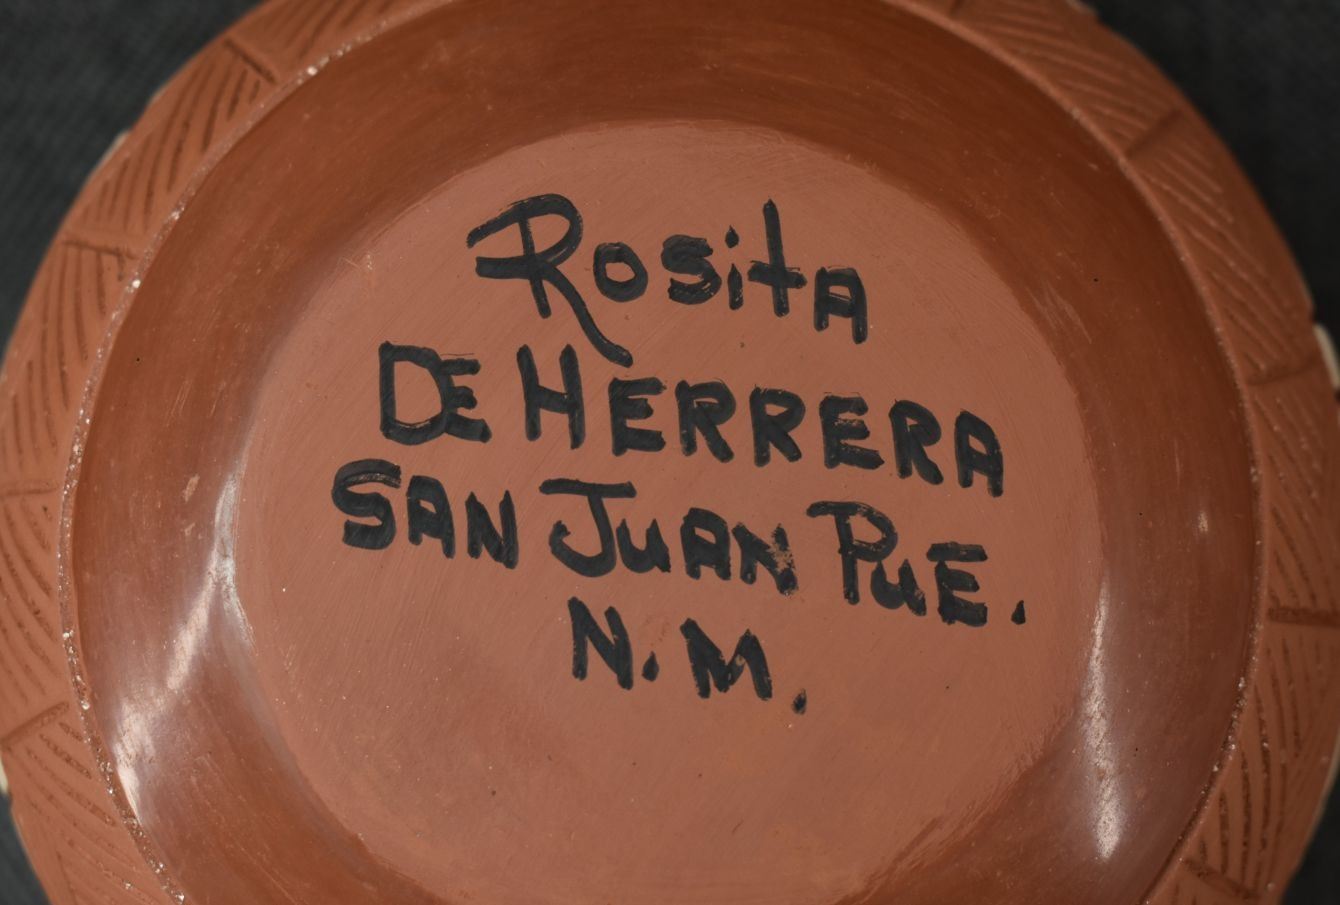 Rosita
DE HERRERA
SAN JUAN PUE.
N.M.